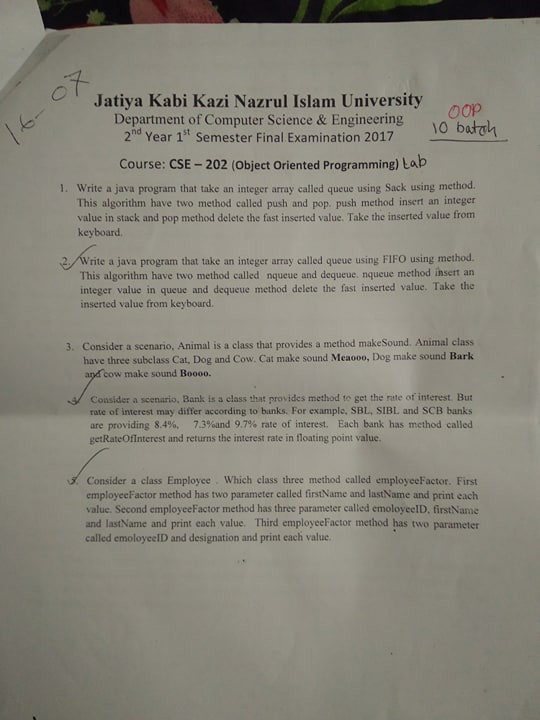 16-07
Jatiya Kabi Kazi Nazrul Islam University
Department of Computer Science & Engineering
2nd Year 1st Semester Final Examination 2017
OOP
10 batch
Course: CSE – 202 (Object Oriented Programming) Lab
1. Write a java program that take an integer array called queue using Sack using method.
This algorithm have two method called push and pop. push method insert an integer
value in stack and pop method delete the fast inserted value. Take the inserted value from
keyboard.
2. Write a java program that take an integer array called queue using FIFO using method.
This algorithm have two method called nqueue and dequeue. nqueue method insert an
integer value in queue and dequeue method delete the fast inserted value. Take the
inserted value from keyboard.
3. Consider a scenario, Animal is a class that provides a method makeSound. Animal class
have three subclass Cat, Dog and Cow. Cat make sound Meaooo, Dog make sound Bark
and cow make sound Boooo.
4. Consider a scenario, Bank is a class that provides method to get the rate of interest. But
rate of interest may differ according to banks. For example, SBL, SIBL and SCB banks
are providing 8.4%, 7.3%and 9.7% rate of interest. Each bank has method called
getRateOfInterest and returns the interest rate in floating point value.
5. Consider a class Employee . Which class three method called employeeFactor. First
employeeFactor method has two parameter called firstName and lastName and print each
value. Second employeeFactor method has three parameter called emoloyeeID, firstName
and lastName and print each value. Third employeeFactor method has two parameter
called emoloyeeID and designation and print each value.